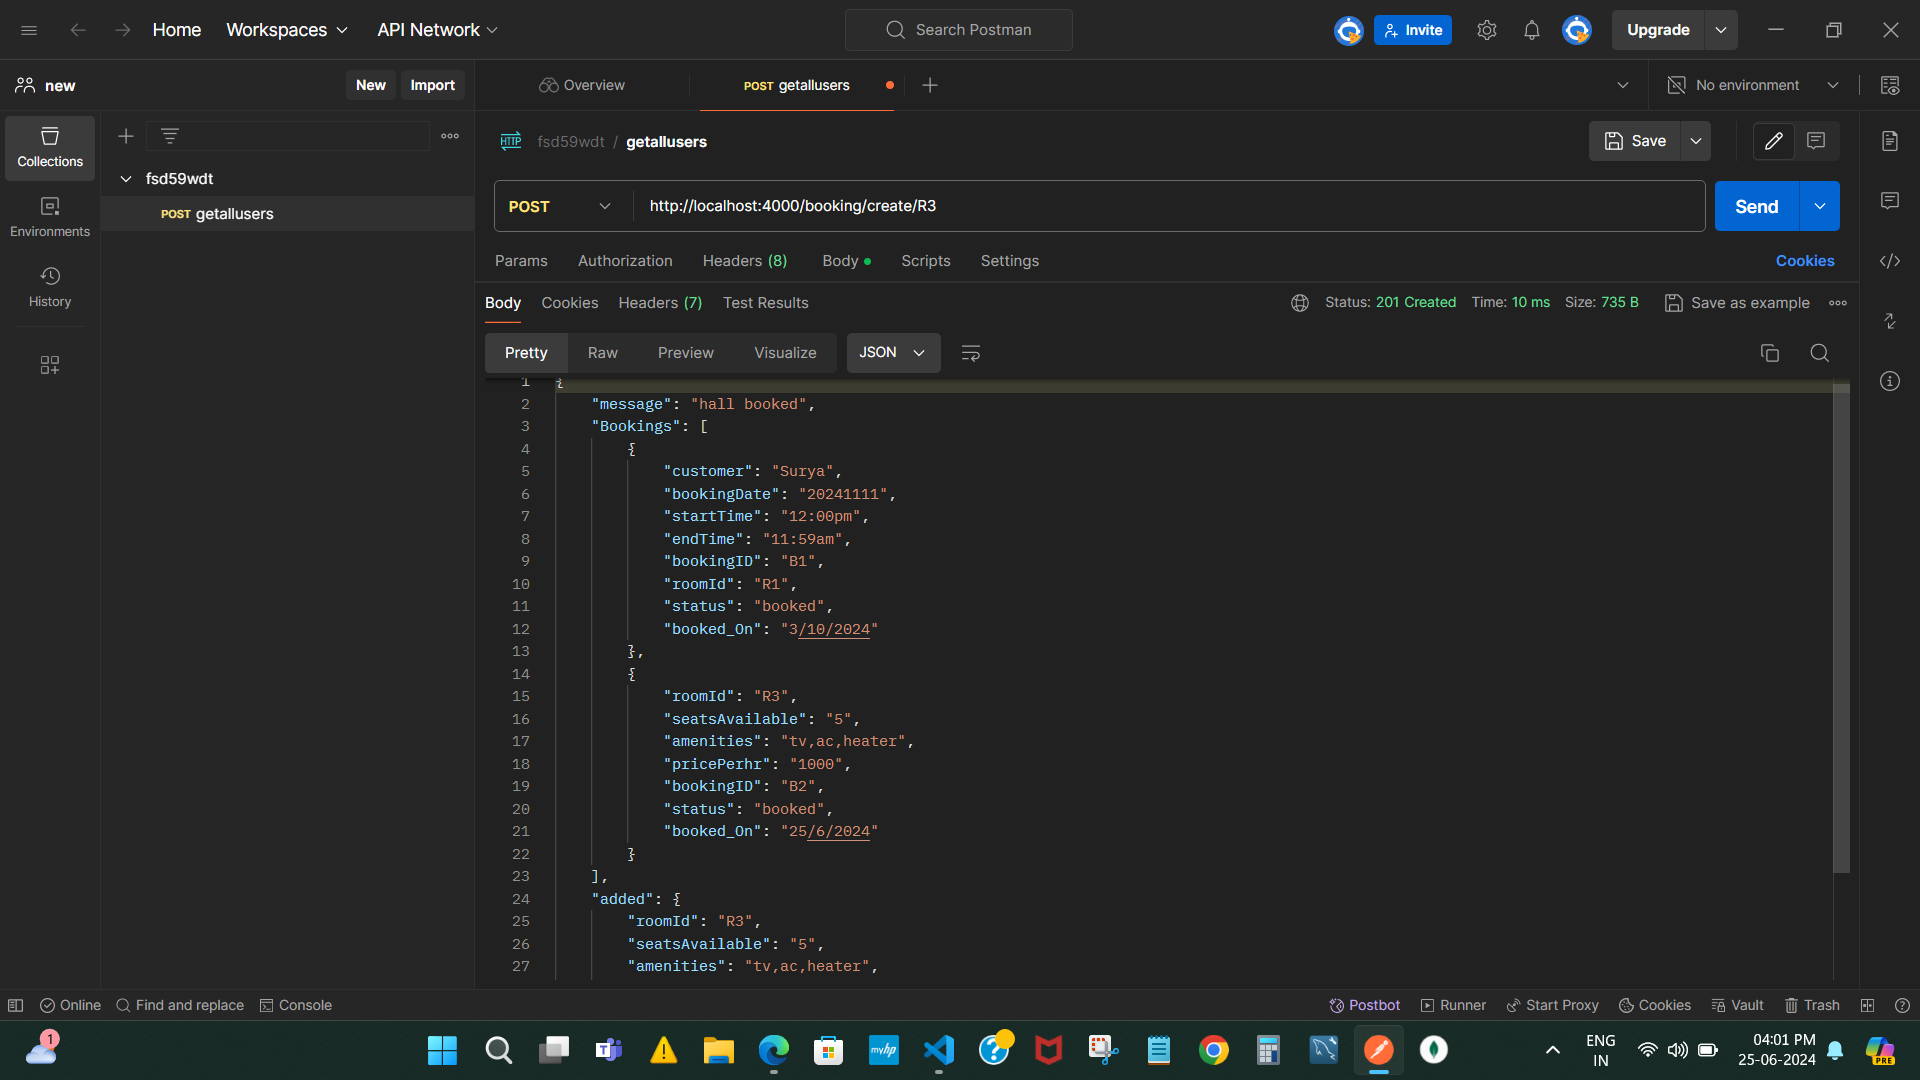 Home
Workspaces
API Network
Search Postman
Invite
Upgrade
new
New
Import
Overview
POST getallusers
No environment
Collections
Environments
History
fsd59wdt
POST getallusers
HTTP fsd59wdt / getallusers
Save
POST
http://localhost:4000/booking/create/R3
Send
Params
Authorization
Headers (8)
Body
Scripts
Settings
Cookies
Body
Cookies
Headers (7)
Test Results
Status: 201 Created
Time: 10 ms
Size: 735 B
Save as example
Pretty
Raw
Preview
Visualize
JSON
1 {
2 "message": "hall booked",
3 "Bookings": [
4 {
5 "customer": "Surya",
6 "bookingDate": "20241111",
7 "startTime": "12:00pm",
8 "endTime": "11:59am",
9 "bookingID": "B1",
10 "roomId": "R1",
11 "status": "booked",
12 "booked_On": "3/10/2024"
13 },
14 {
15 "roomId": "R3",
16 "seatsAvailable": "5",
17 "amenities": "tv,ac,heater",
18 "pricePerhr": "1000",
19 "bookingID": "B2",
20 "status": "booked",
21 "booked_On": "25/6/2024"
22 }
23 ],
24 "added": {
25 "roomId": "R3",
26 "seatsAvailable": "5",
27 "amenities": "tv,ac,heater",
Online
Find and replace
Console
Postbot
Runner
Start Proxy
Cookies
Vault
Trash
1
myhp
ENG
IN
04:01 PM
25-06-2024
PRE